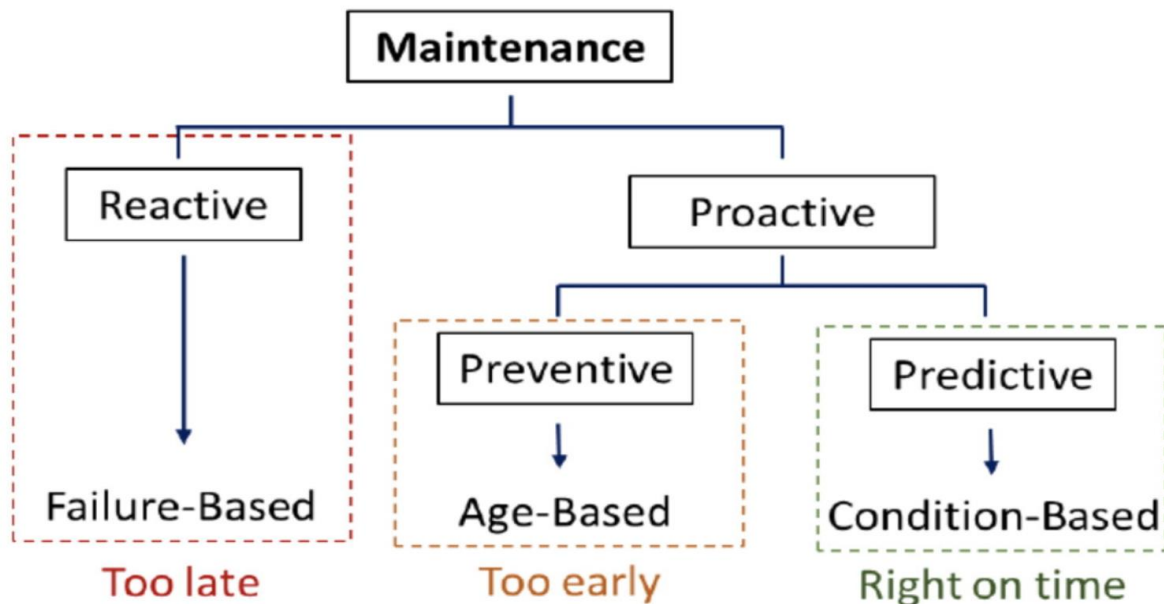 Maintenance
Reactive
Proactive
Preventive
Predictive
Failure-Based
Age-Based
Condition-Based
Too late
Too early
Right on time